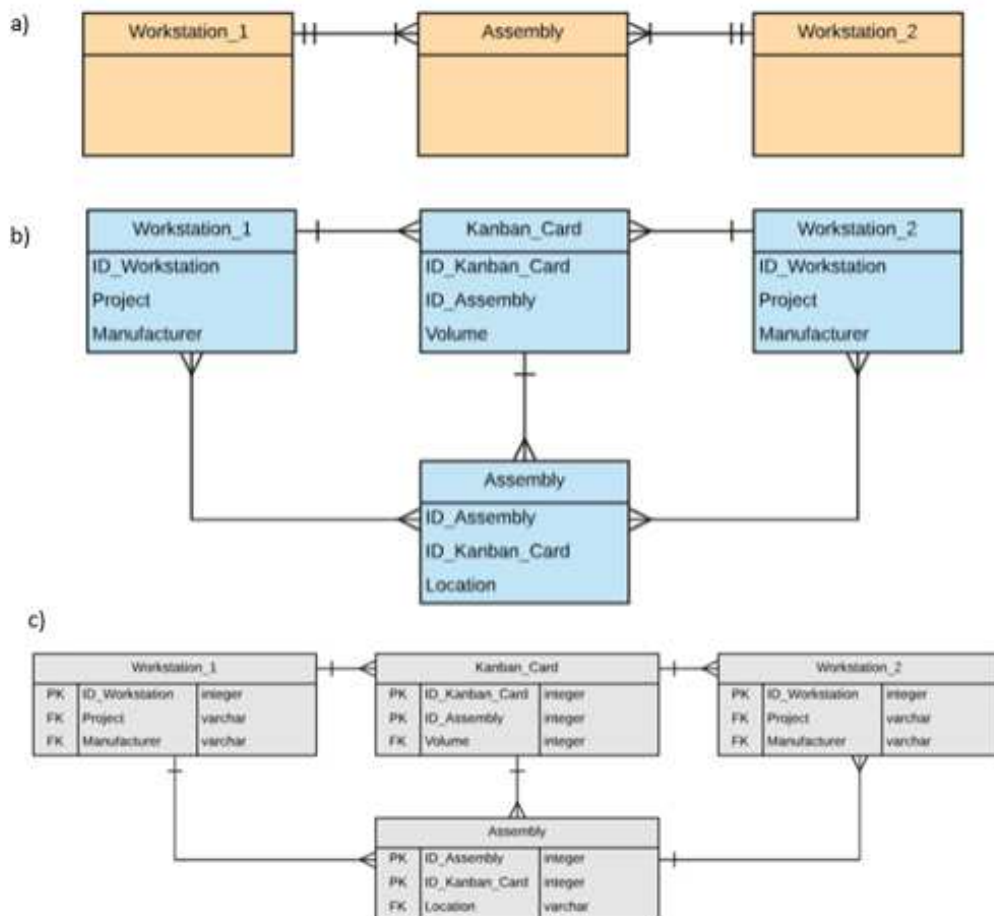 a)
Workstation_1 Assembly Workstation_2
b)
Workstation_1 Kanban_Card Workstation_2
ID_Workstation ID_Kanban_Card ID_Workstation
Project ID_Assembly Project
Manufacturer Volume Manufacturer
Assembly
ID_Assembly
ID_Kanban_Card
Location
c)
Workstation_1 Kanban_Card Workstation_2
PK ID_Workstation integer PK ID_Kanban_Card integer PK ID_Workstation integer
FK Project varchar PK ID_Assembly integer FK Project varchar
FK Manufacturer varchar FK Volume integer FK Manufacturer varchar
Assembly
PK ID_Assembly integer
PK ID_Kanban_Card integer
FK Location varchar